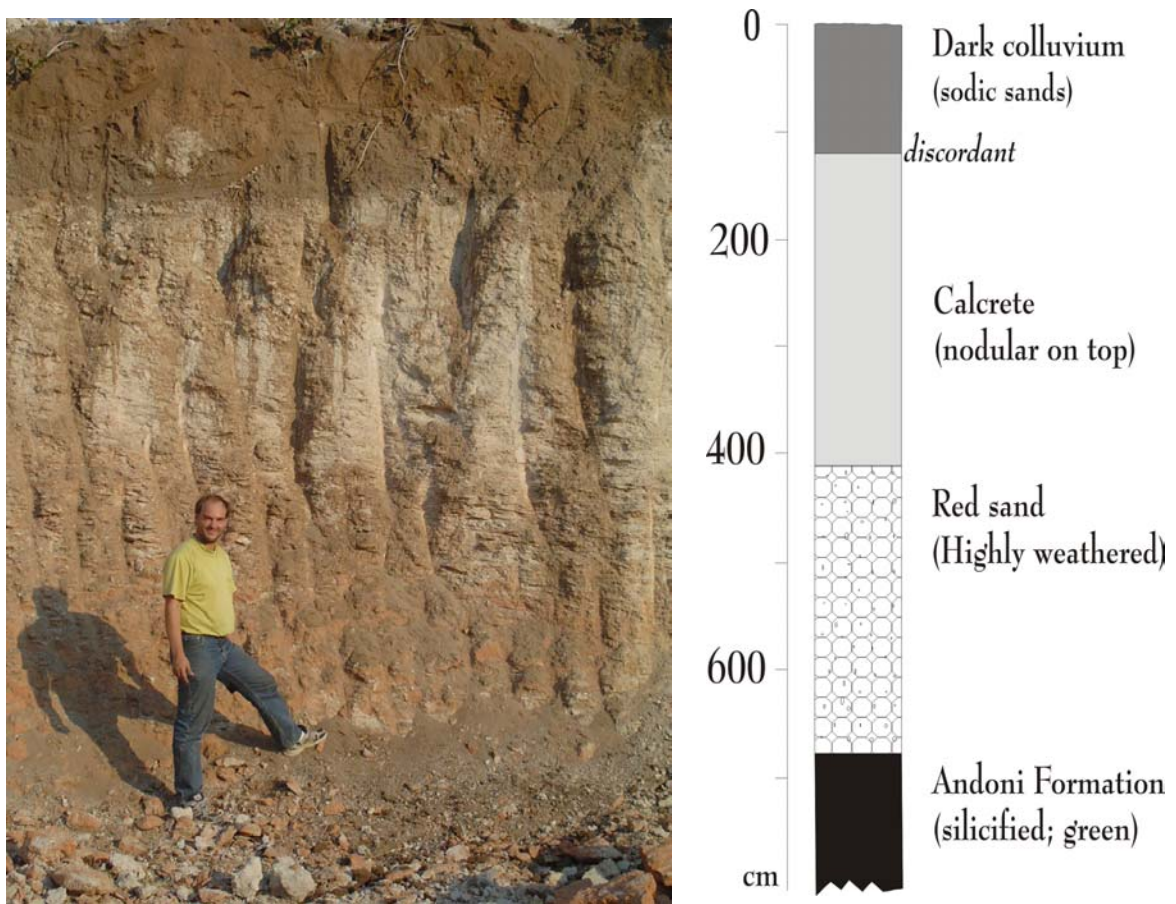 0
Dark colluvium
(sodic sands)
discordant
200
Calcrete
(nodular on top)
400
Red sand
(Highly weathered)
600
Andoni Formation
(silicified; green)
cm